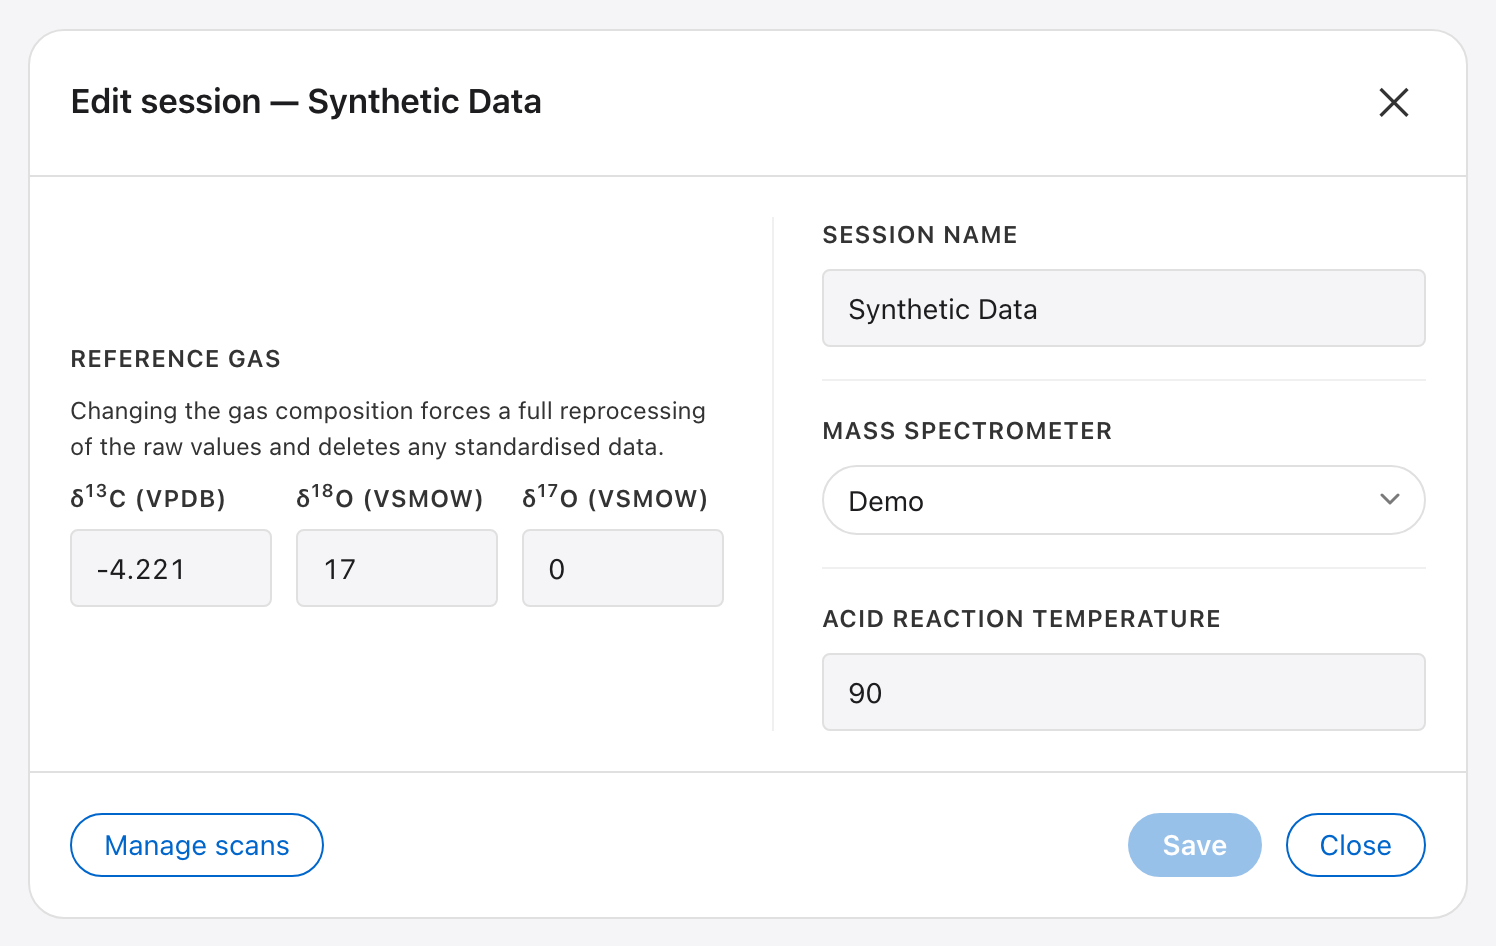 Edit session — Synthetic Data
REFERENCE GAS
Changing the gas composition forces a full reprocessing
of the raw values and deletes any standardised data.
δ¹³C (VPDB) δ¹⁸O (VSMOW) δ¹⁷O (VSMOW)
-4.221 17 0
SESSION NAME
Synthetic Data
MASS SPECTROMETER
Demo
ACID REACTION TEMPERATURE
90
Manage scans
Save
Close